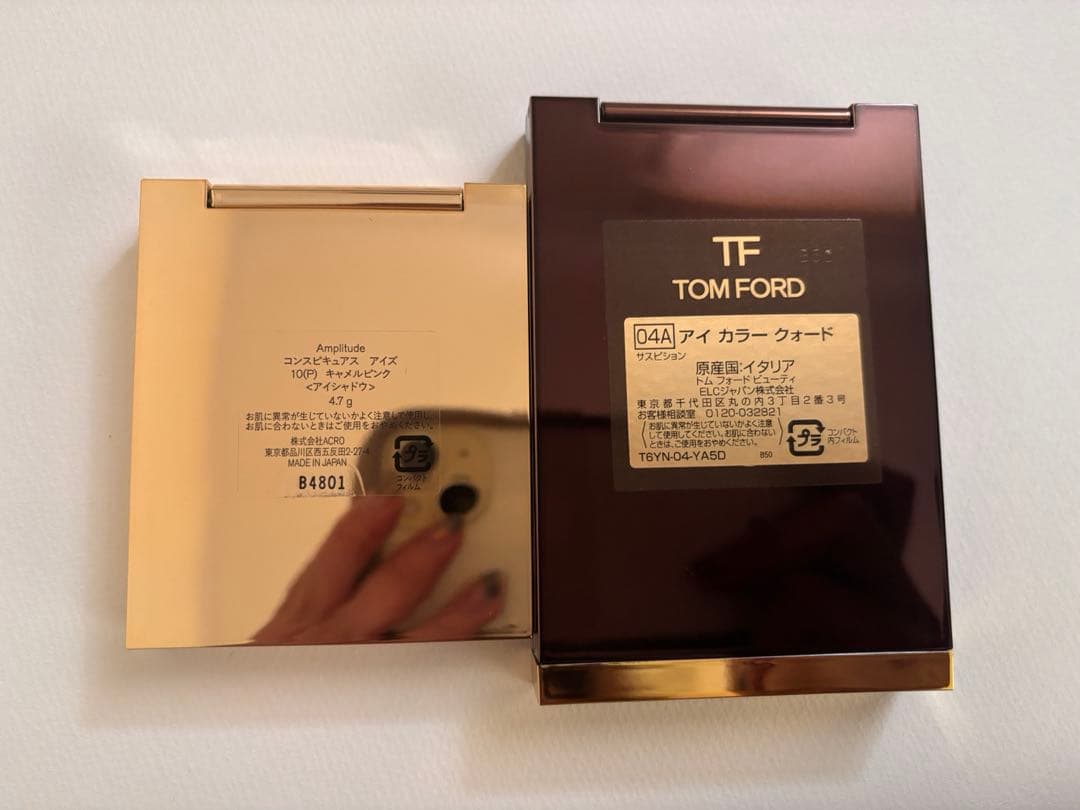 Amplitude
コンスピキュアス アイズ
10(P) キャメルピンク
<アイシャドウ>
4.7 g
お肌に異常が生じていないかよく注意して使用し、
お肌に合わないときはご使用をおやめください。
株式会社ACRO
東京都品川区西五反田2-27-4
MADE IN JAPAN
B4801
プラ
コンパクト
フィルム
TF
TOM FORD
04A アイ カラー クォード
サスピション
原産国:イタリア
トム フォード ビューティ
ELCジャパン株式会社
東京都千代田区丸の内3丁目2番3号
お客様相談室 0120-032821
お肌に異常が生じていないかよく注意
して使用してください。お肌に合わない
ときは、ご使用をおやめください。
T6YN-04-YA5D
B50
プラ
コンパクト
内フィルム